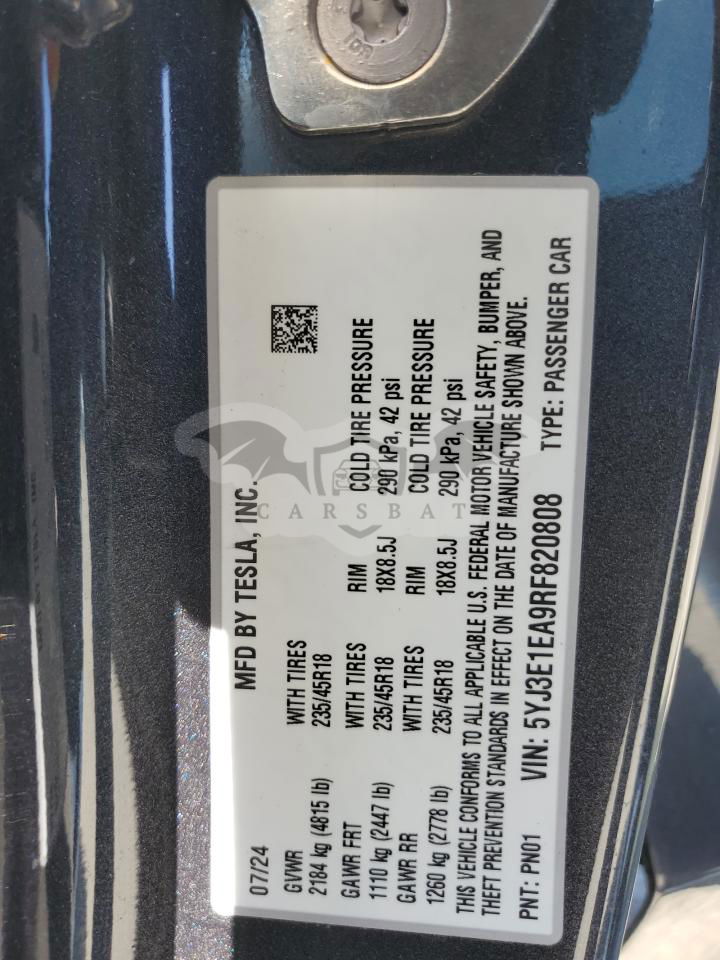 07/24 MFD BY TESLA, INC.
GVWR WITH TIRES
2184 kg (4815 lb) 235/45R18
GAWR FRT WITH TIRES RIM COLD TIRE PRESSURE
1110 kg (2447 lb) 235/45R18 18X8.5J 290 kPa, 42 psi
GAWR RR WITH TIRES RIM COLD TIRE PRESSURE
1260 kg (2778 lb) 235/45R18 18X8.5J 290 kPa, 42 psi
THIS VEHICLE CONFORMS TO ALL APPLICABLE U.S. FEDERAL MOTOR VEHICLE SAFETY, BUMPER, AND
THEFT PREVENTION STANDARDS IN EFFECT ON THE DATE OF MANUFACTURE SHOWN ABOVE.
PNT: PN01 VIN: 5YJ3E1EA9RF820808 TYPE: PASSENGER CAR
CARSBAT